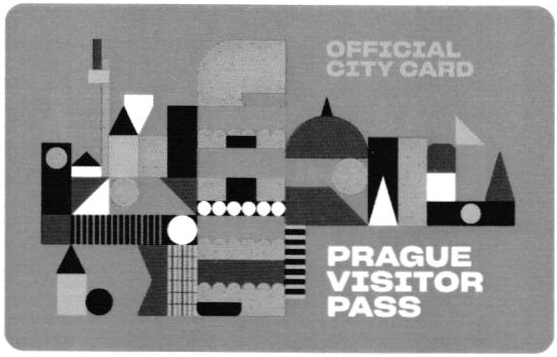 OFFICIAL
CITY CARD
PRAGUE
VISITOR
PASS